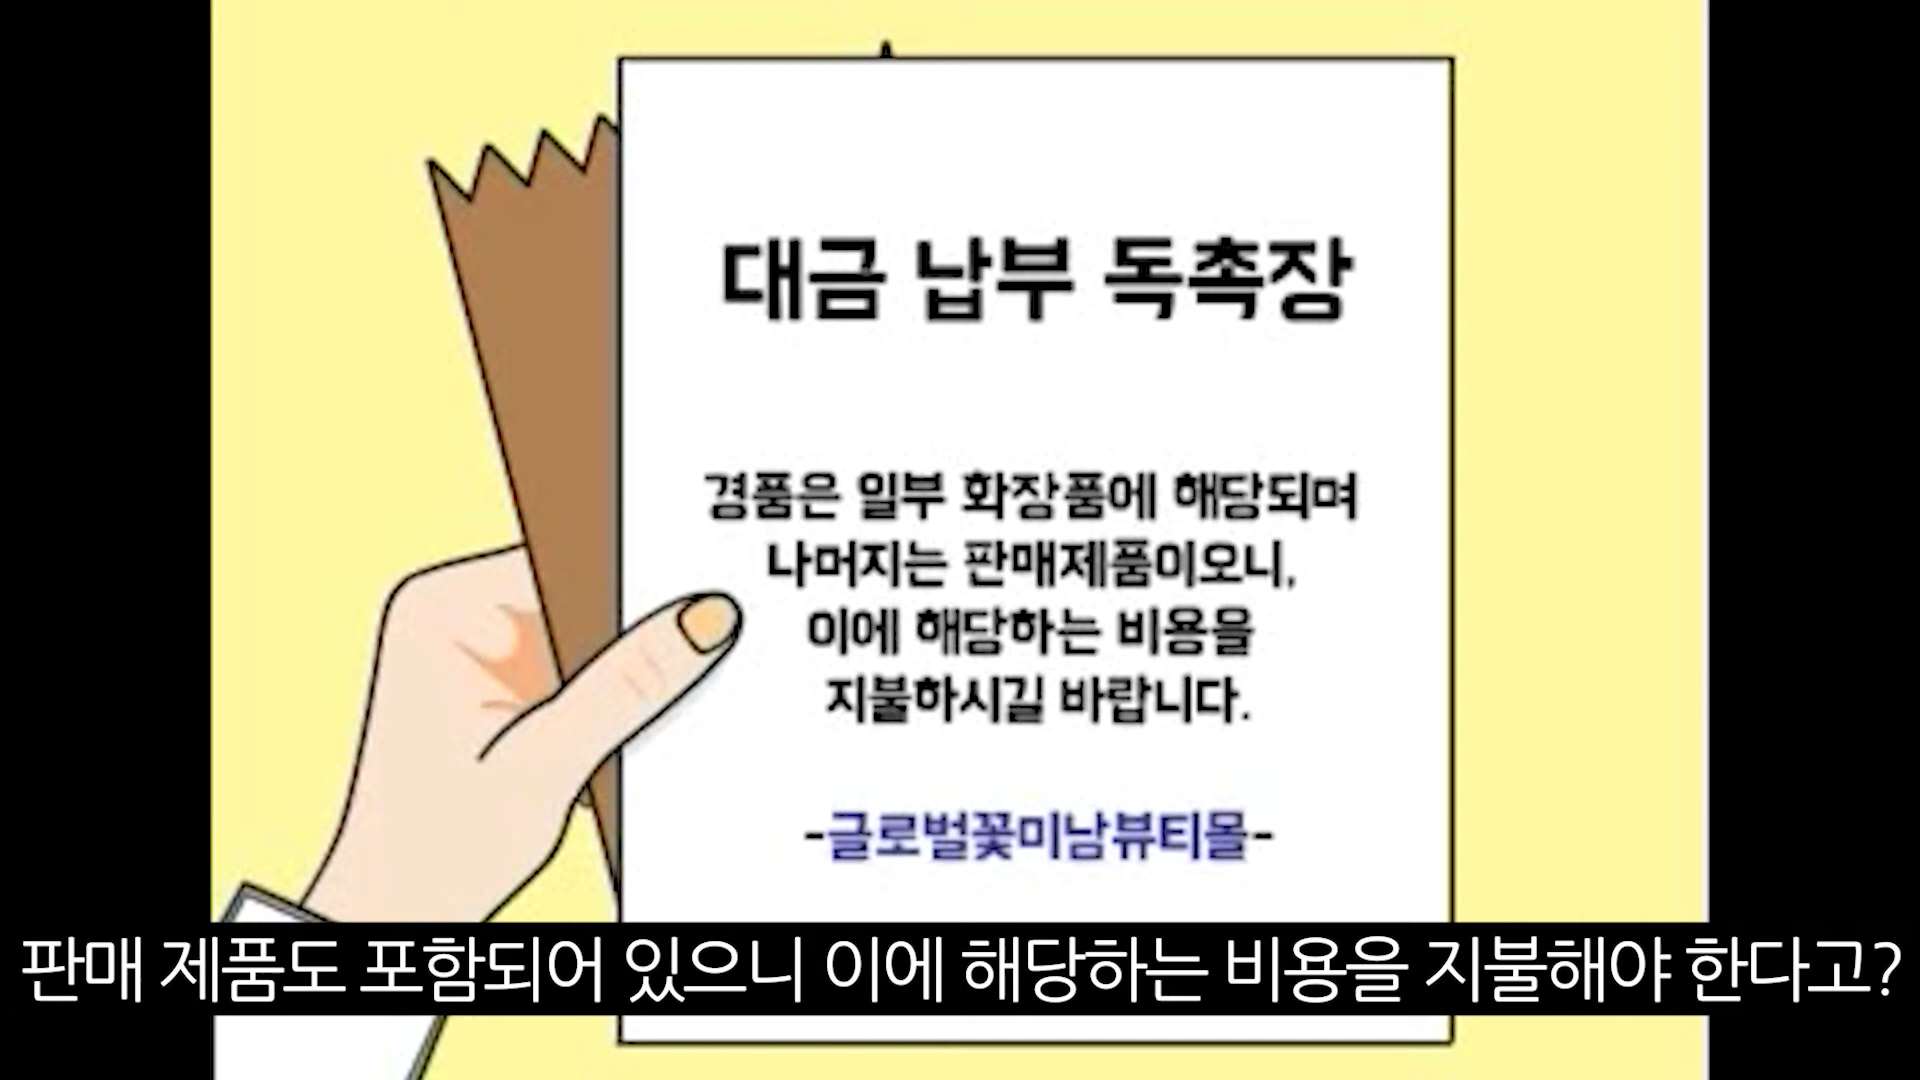 대금 납부 독촉장
경품은 일부 화장품에 해당되며
나머지는 판매제품이오니,
이에 해당하는 비용을
지불하시길 바랍니다.
-글로벌꽃미남뷰티몰-
판매 제품도 포함되어 있으니 이에 해당하는 비용을 지불해야 한다고?